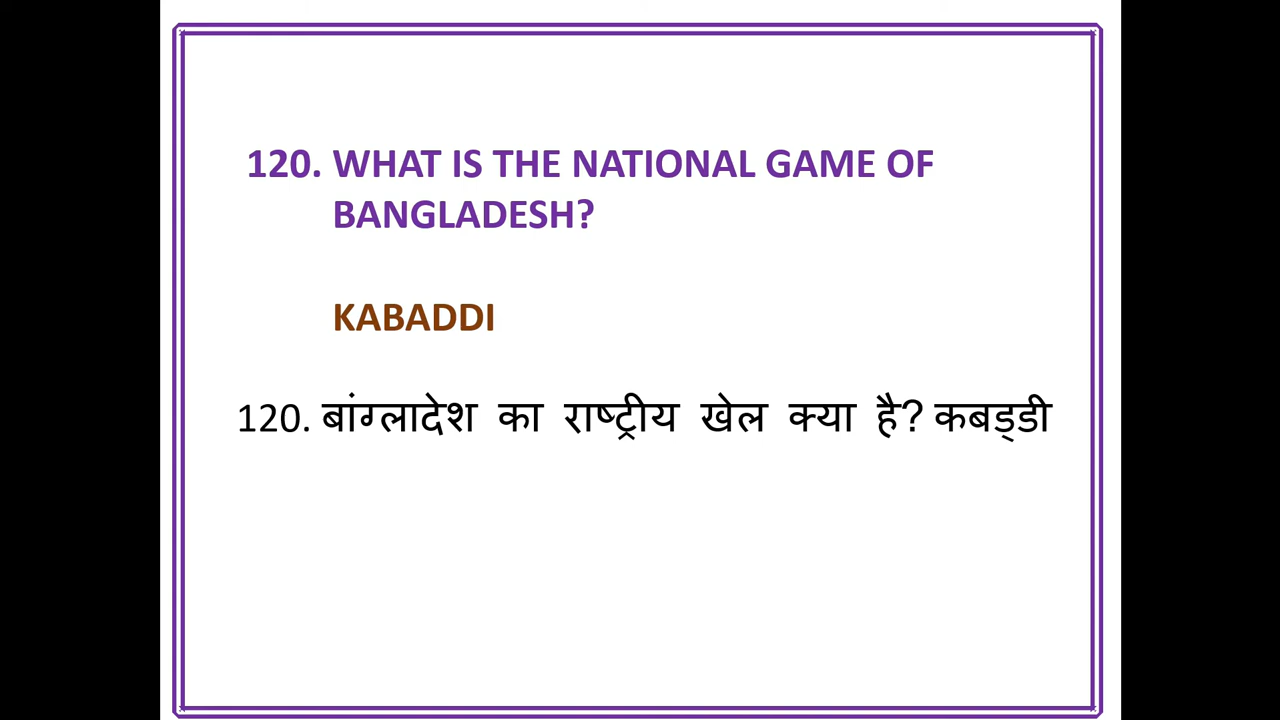 120. WHAT IS THE NATIONAL GAME OF
BANGLADESH?
KABADDI
120. बांग्लादेश का राष्ट्रीय खेल क्या है? कबड्डी